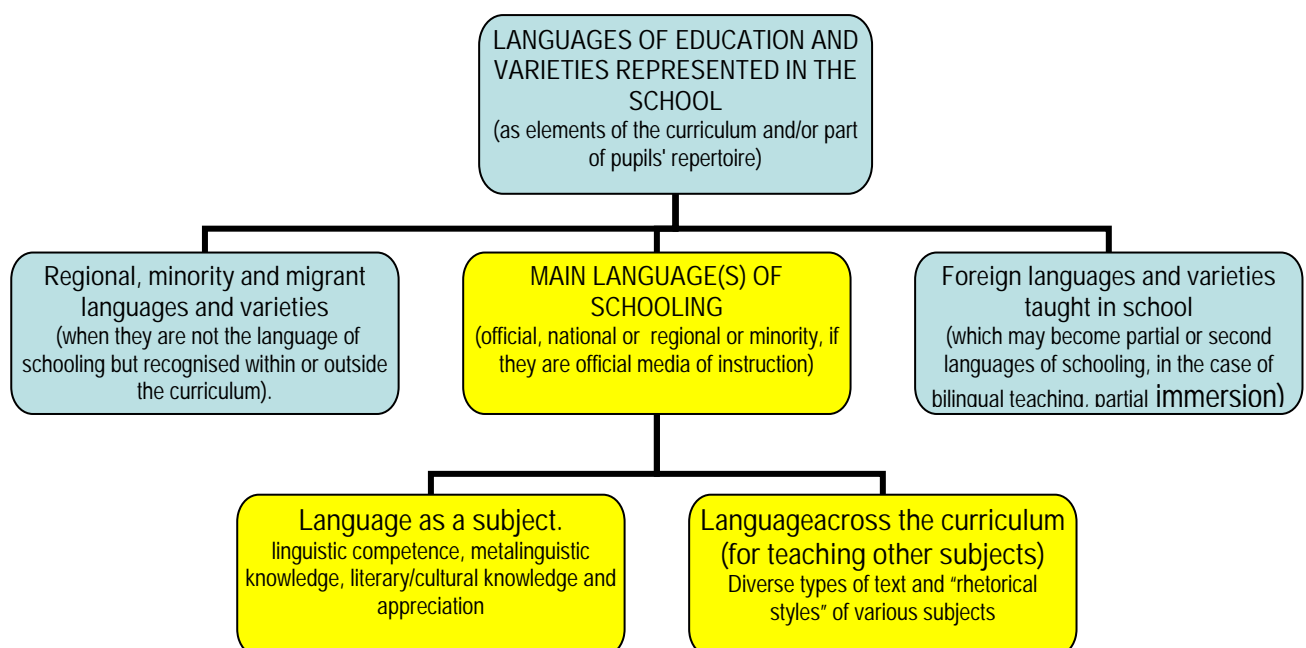 LANGUAGES OF EDUCATION AND
VARIETIES REPRESENTED IN THE
SCHOOL
(as elements of the curriculum and/or part
of pupils' repertoire)
Regional, minority and migrant
languages and varieties
(when they are not the language of
schooling but recognised within or outside
the curriculum).
MAIN LANGUAGE(S) OF
SCHOOLING
(official, national or regional or minority, if
they are official media of instruction)
Foreign languages and varieties
taught in school
(which may become partial or second
languages of schooling, in the case of
bilingual teaching, partial immersion)
Language as a subject.
linguistic competence, metalinguistic
knowledge, literary/cultural knowledge and
appreciation
Languageacross the curriculum
(for teaching other subjects)
Diverse types of text and “rhetorical
styles” of various subjects